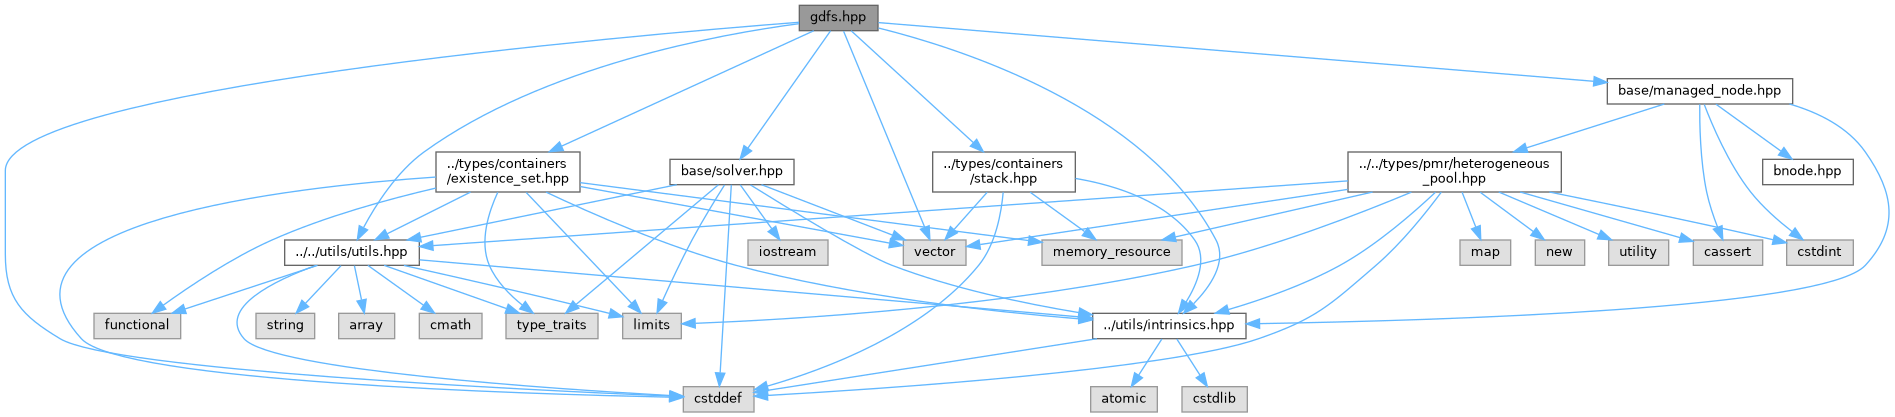 gdfs.hpp
base/managed_node.hpp
../types/containers
/existence_set.hpp
base/solver.hpp
../types/containers
/stack.hpp
../../types/pmr/heterogeneous
_pool.hpp
bnode.hpp
../../utils/utils.hpp
iostream
vector
memory_resource
map
new
utility
cassert
cstdint
functional
string
array
cmath
type_traits
limits
../utils/intrinsics.hpp
cstddef
atomic
cstdlib